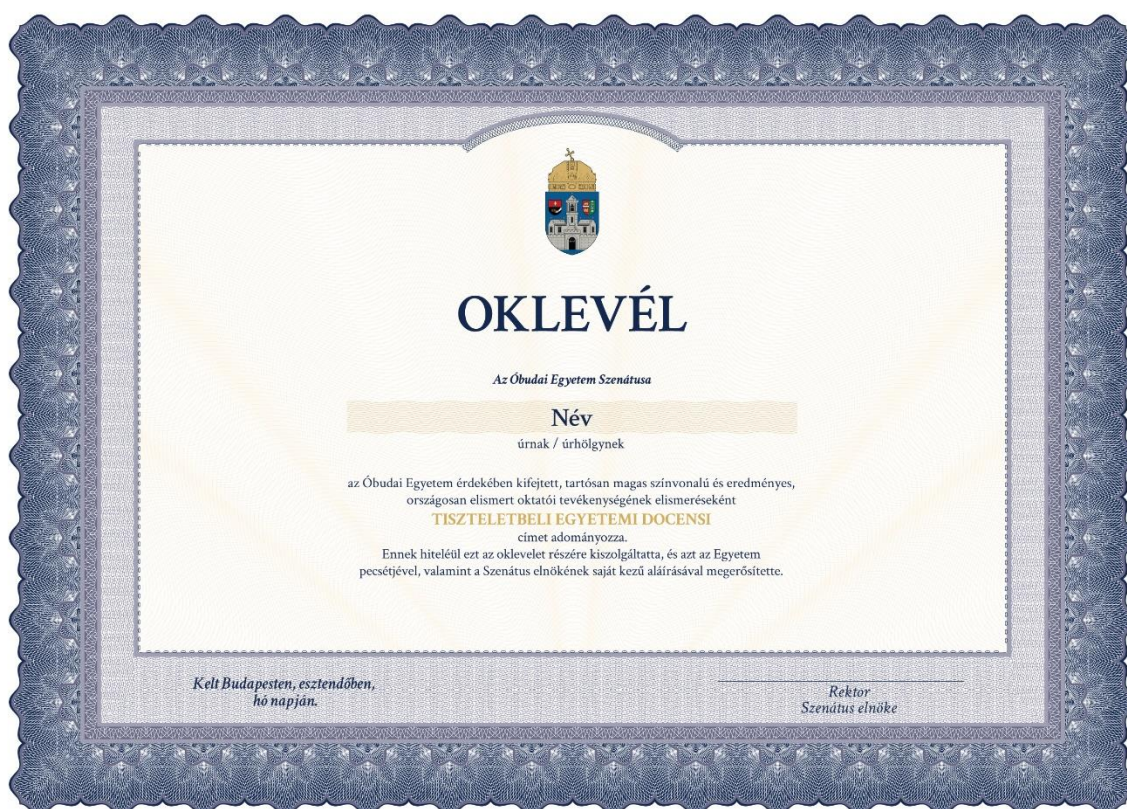 OKLEVÉL
Az Óbudai Egyetem Szenátusa
Név
úrnak / úrhölgynek
az Óbudai Egyetem érdekében kifejtett, tartósan magas színvonalú és eredményes,
országosan elismert oktatói tevékenységének elismeréseként
TISZTELETBELI EGYETEMI DOCENSI
címet adományozza.
Ennek hiteléül ezt az oklevelet részére kiszolgáltatta, és azt az Egyetem
pecsétjével, valamint a Szenátus elnökének saját kezű aláírásával megerősítette.
Kelt Budapesten, esztendőben,
hó napján.
Rektor
Szenátus elnöke